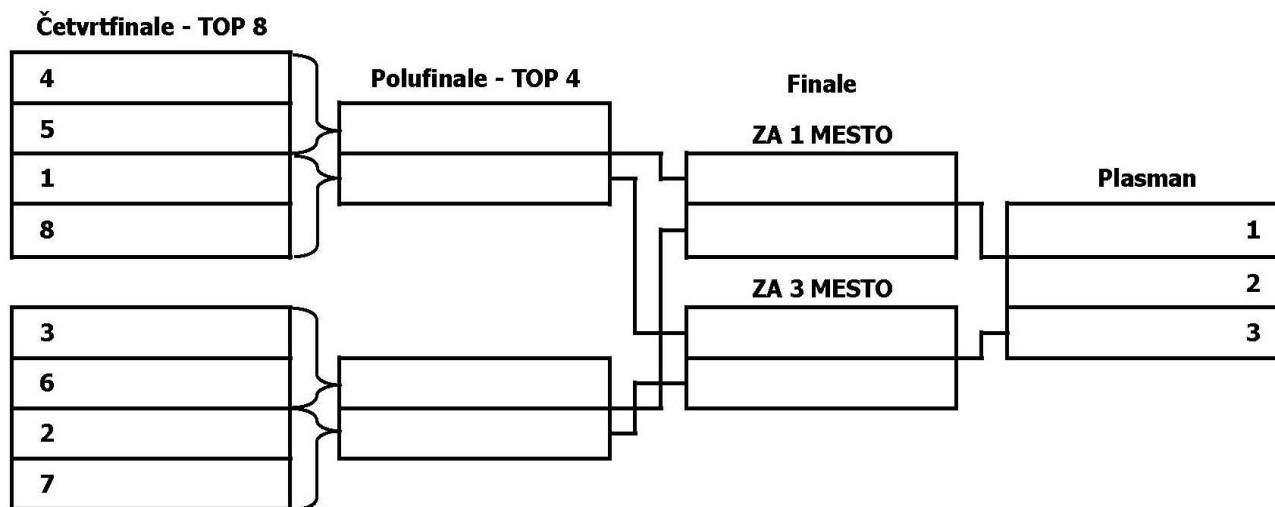 Četvrtfinale - TOP 8
4
5
1
8
3
6
2
7
Polufinale - TOP 4
Finale
ZA 1 MESTO
ZA 3 MESTO
Plasman
1
2
3